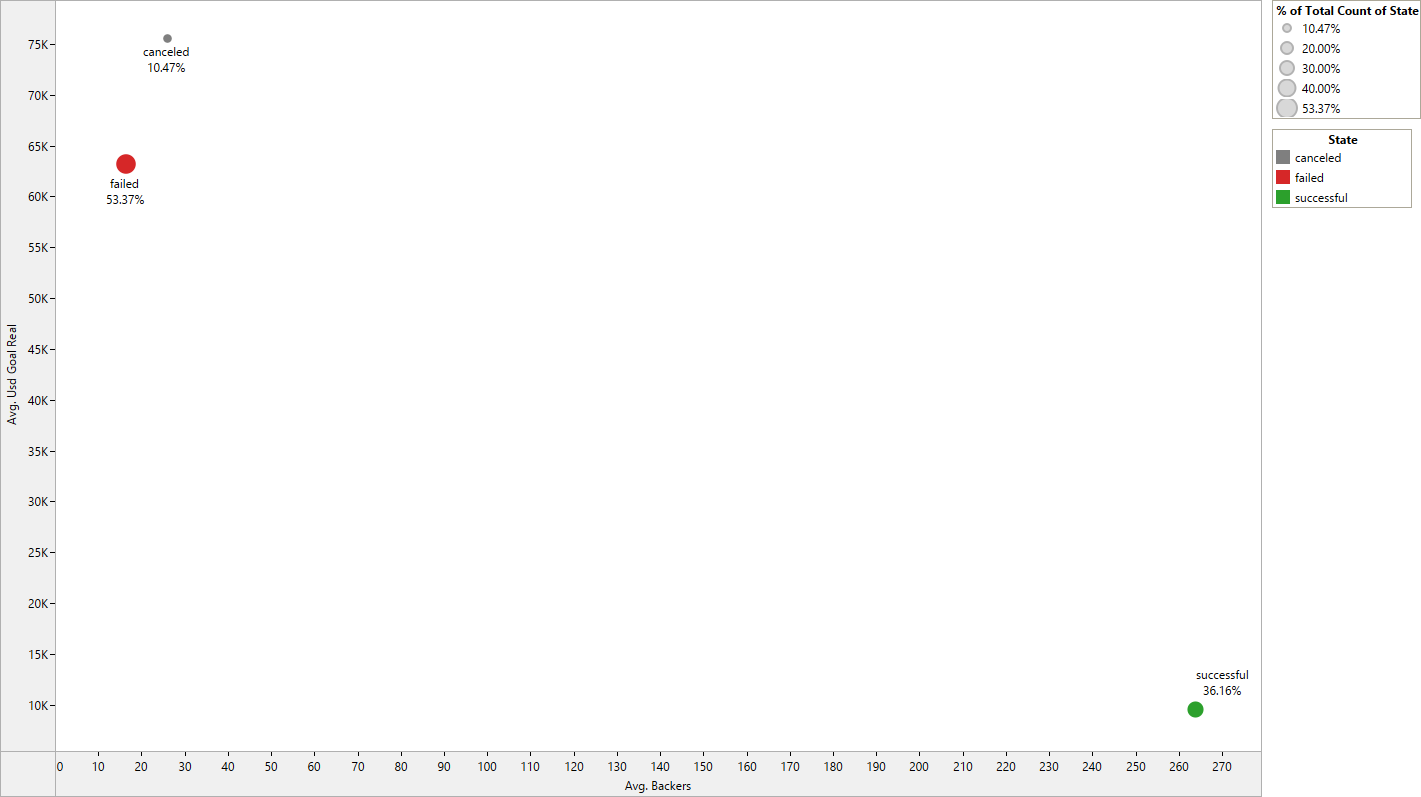 75K
70K
65K
60K
55K
50K
45K
40K
35K
30K
25K
20K
15K
10K
Avg. Usd Goal Real
canceled
10.47%
failed
53.37%
successful
36.16%
0 10 20 30 40 50 60 70 80 90 100 110 120 130 140 150 160 170 180 190 200 210 220 230 240 250 260 270
Avg. Backers
% of Total Count of State
10.47%
20.00%
30.00%
40.00%
53.37%
State
canceled
failed
successful